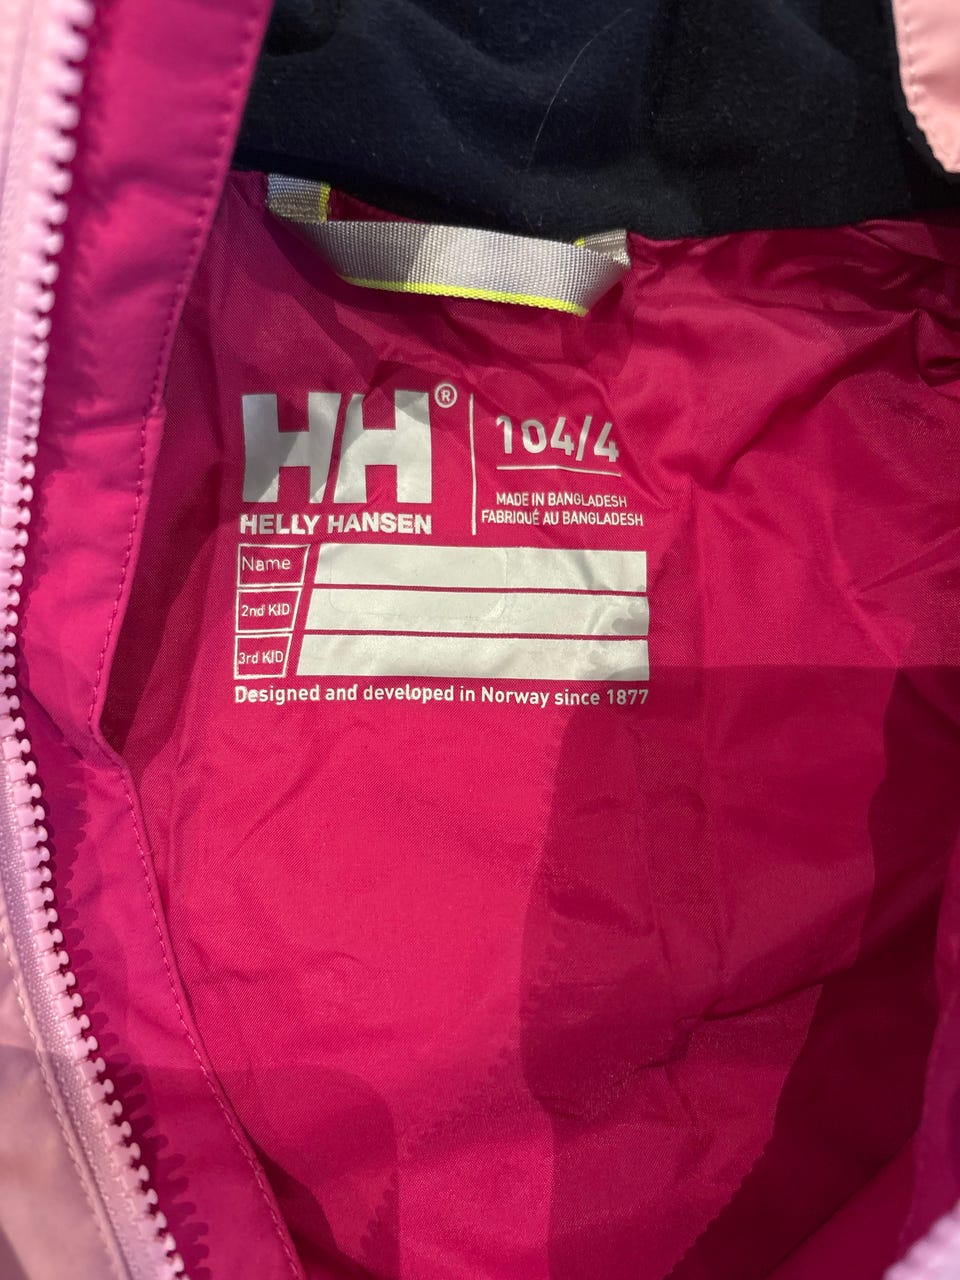 HH®
HELLY HANSEN
104/4
MADE IN BANGLADESH
FABRIQUÉ AU BANGLADESH
Name
2nd KID
3rd KID
Designed and developed in Norway since 1877